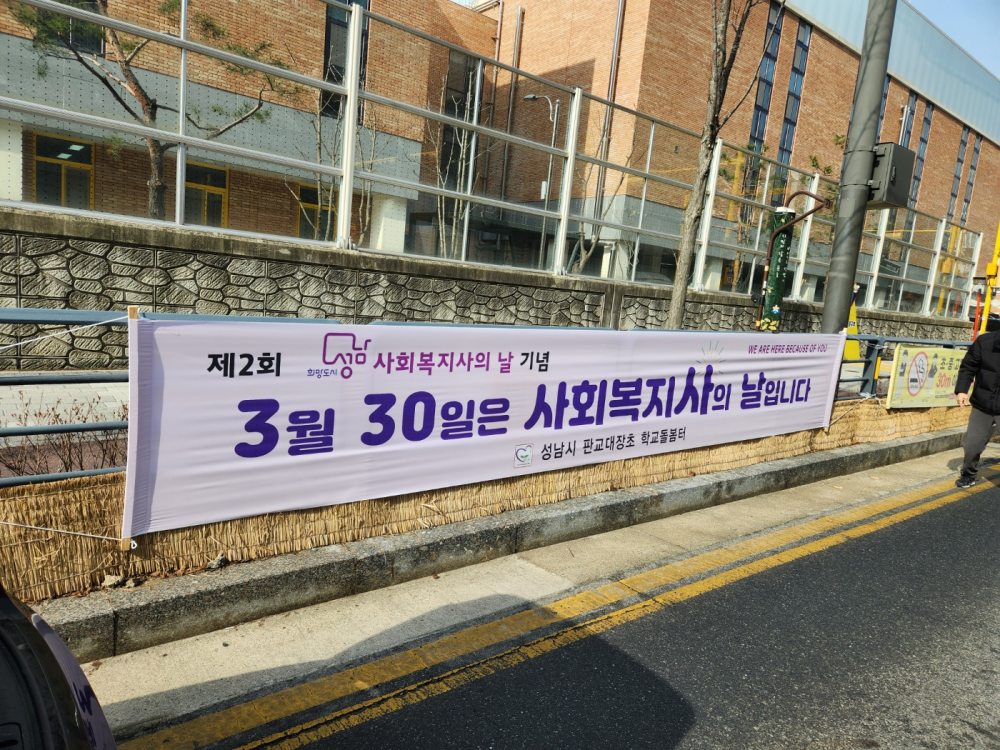 제2회 희망도시 성남 사회복지사의 날 기념
WE ARE HERE BECAUSE OF YOU
3월 30일은 사회복지사의 날입니다
성남시 판교대장초 학교돌봄터
30m